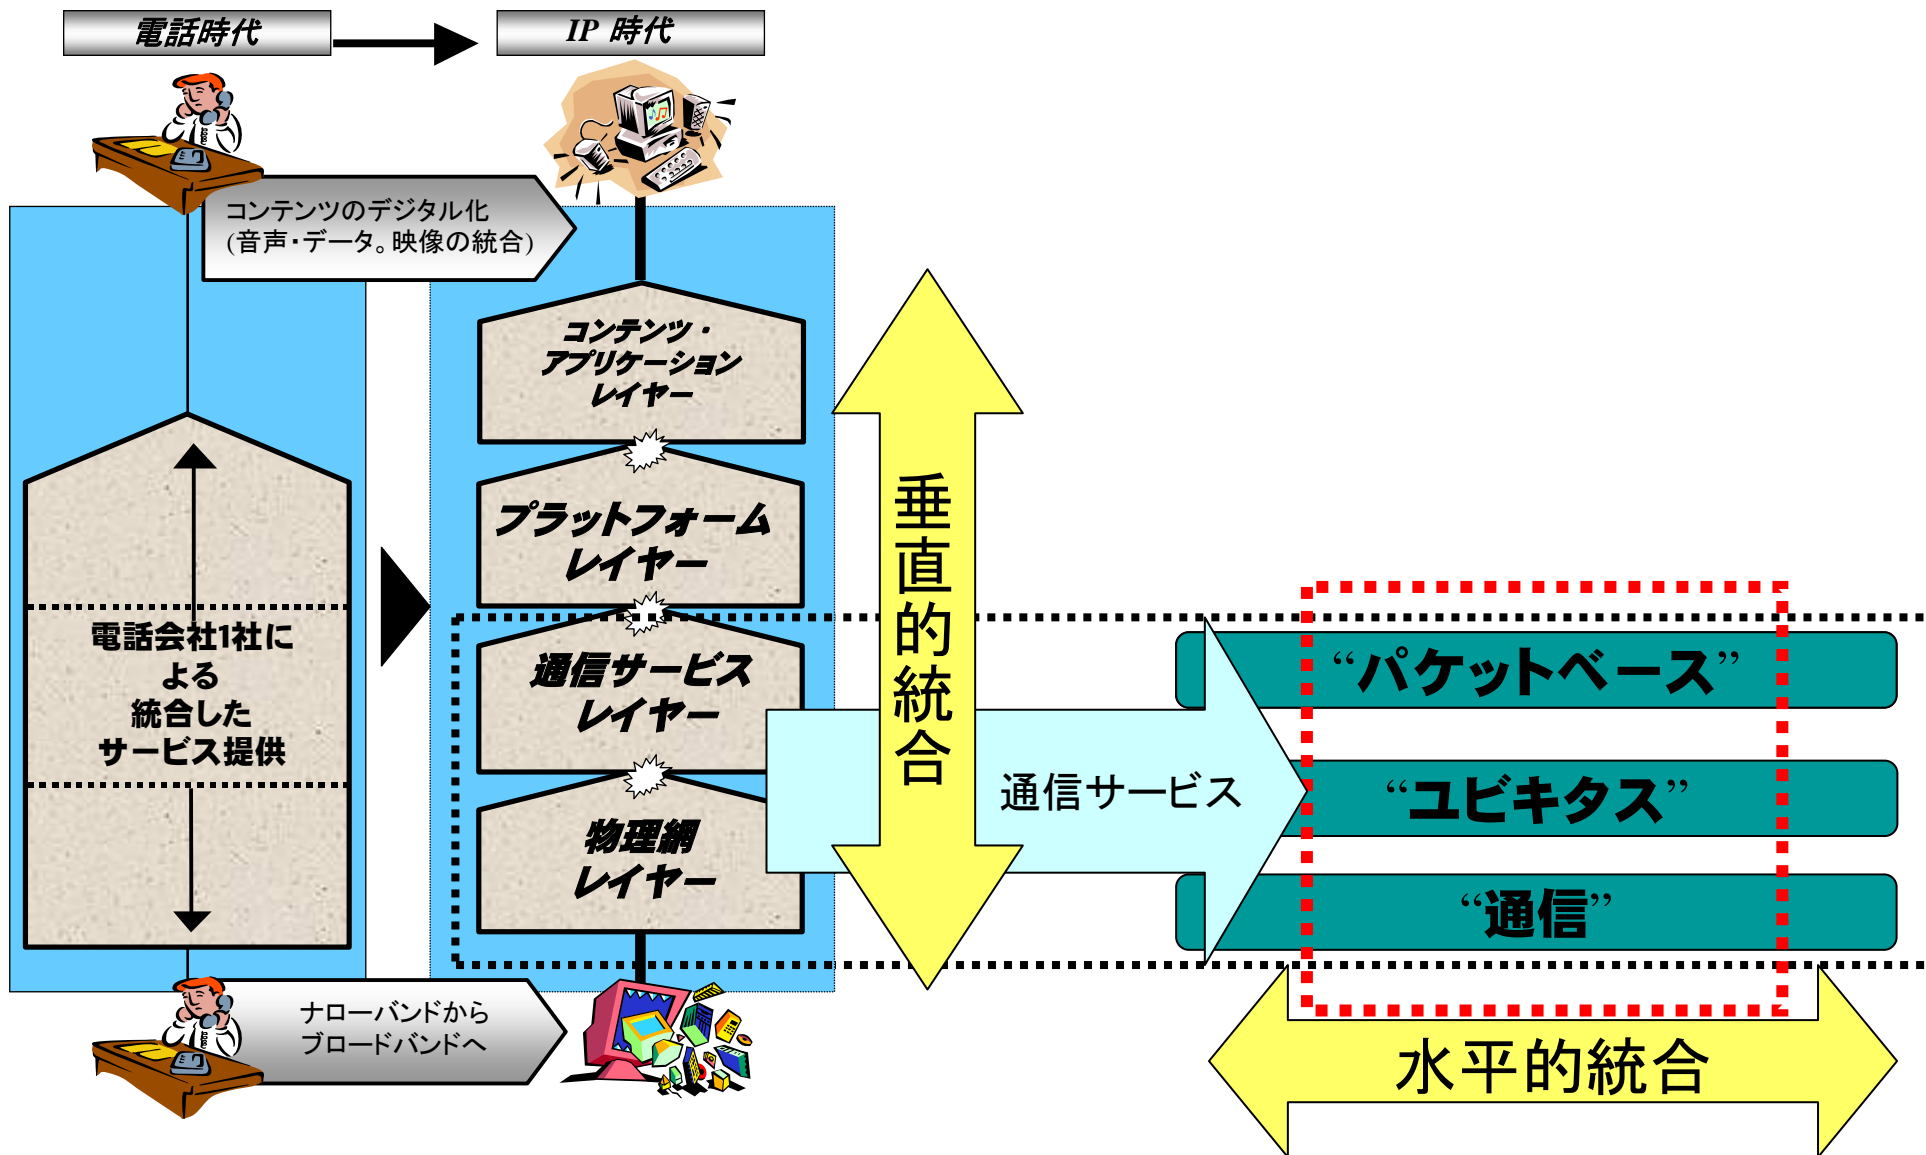 電話時代
IP 時代
コンテンツのデジタル化
(音声・データ。映像の統合)
コンテンツ・
アプリケーション
レイヤー
プラットフォーム
レイヤー
電話会社1社に
よる
統合した
サービス提供
通信サービス
レイヤー
物理網
レイヤー
垂直的統合
通信サービス
“パケットベース”
“ユビキタス”
“通信”
ナローバンドから
ブロードバンドへ
水平的統合